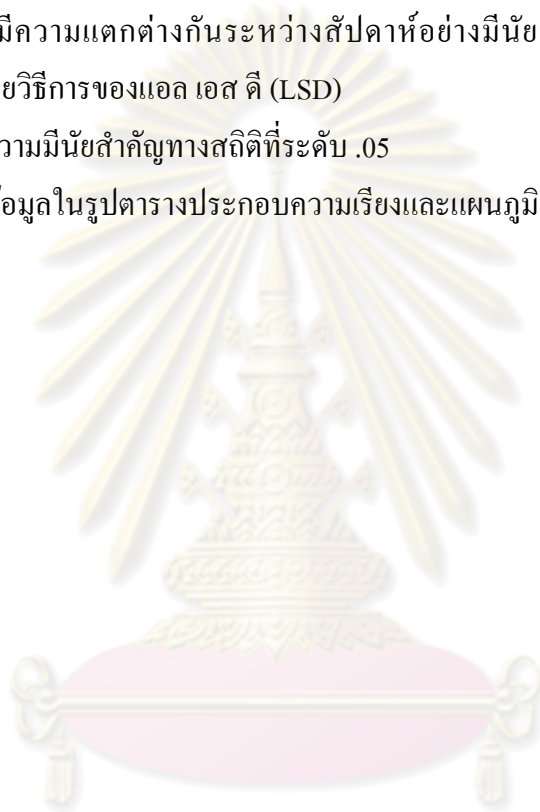 มีความแตกต่างกันระหว่างสัปดาห์อย่างมีนัย
ยวิธีการของแอล เอส ดี (LSD)
วามมีนัยสำคัญทางสถิติที่ระดับ .05
้อมูลในรูปตารางประกอบความเรียงและแผนภูมิ